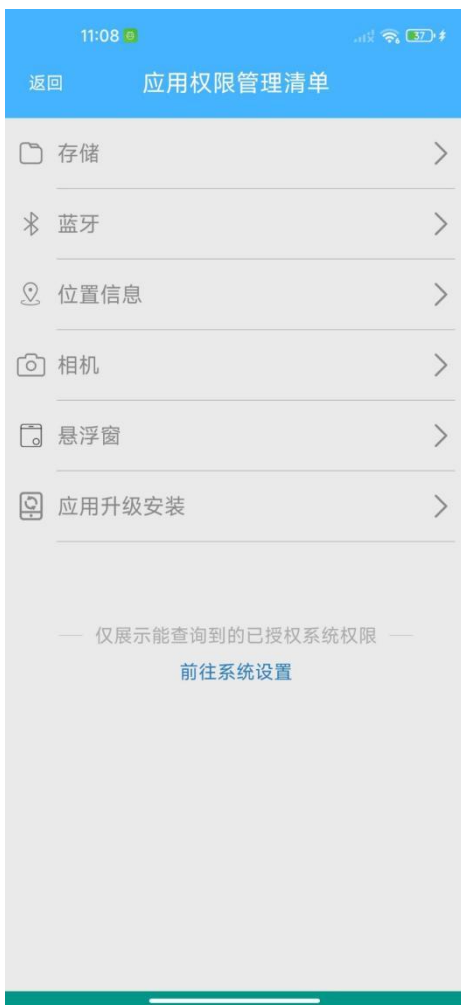 11:08
37
返回
应用权限管理清单
存储
蓝牙
位置信息
相机
悬浮窗
应用升级安装
仅展示能查询到的已授权系统权限
前往系统设置